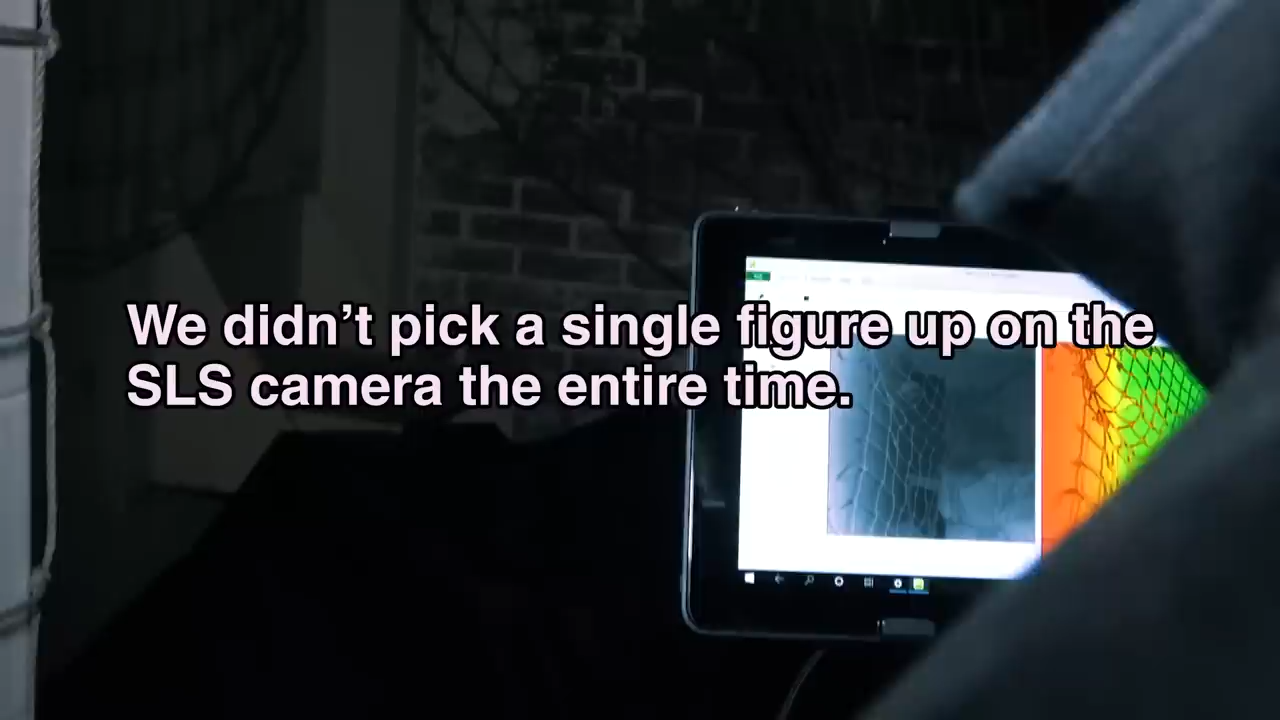 We didn’t pick a single figure up on the
SLS camera the entire time.